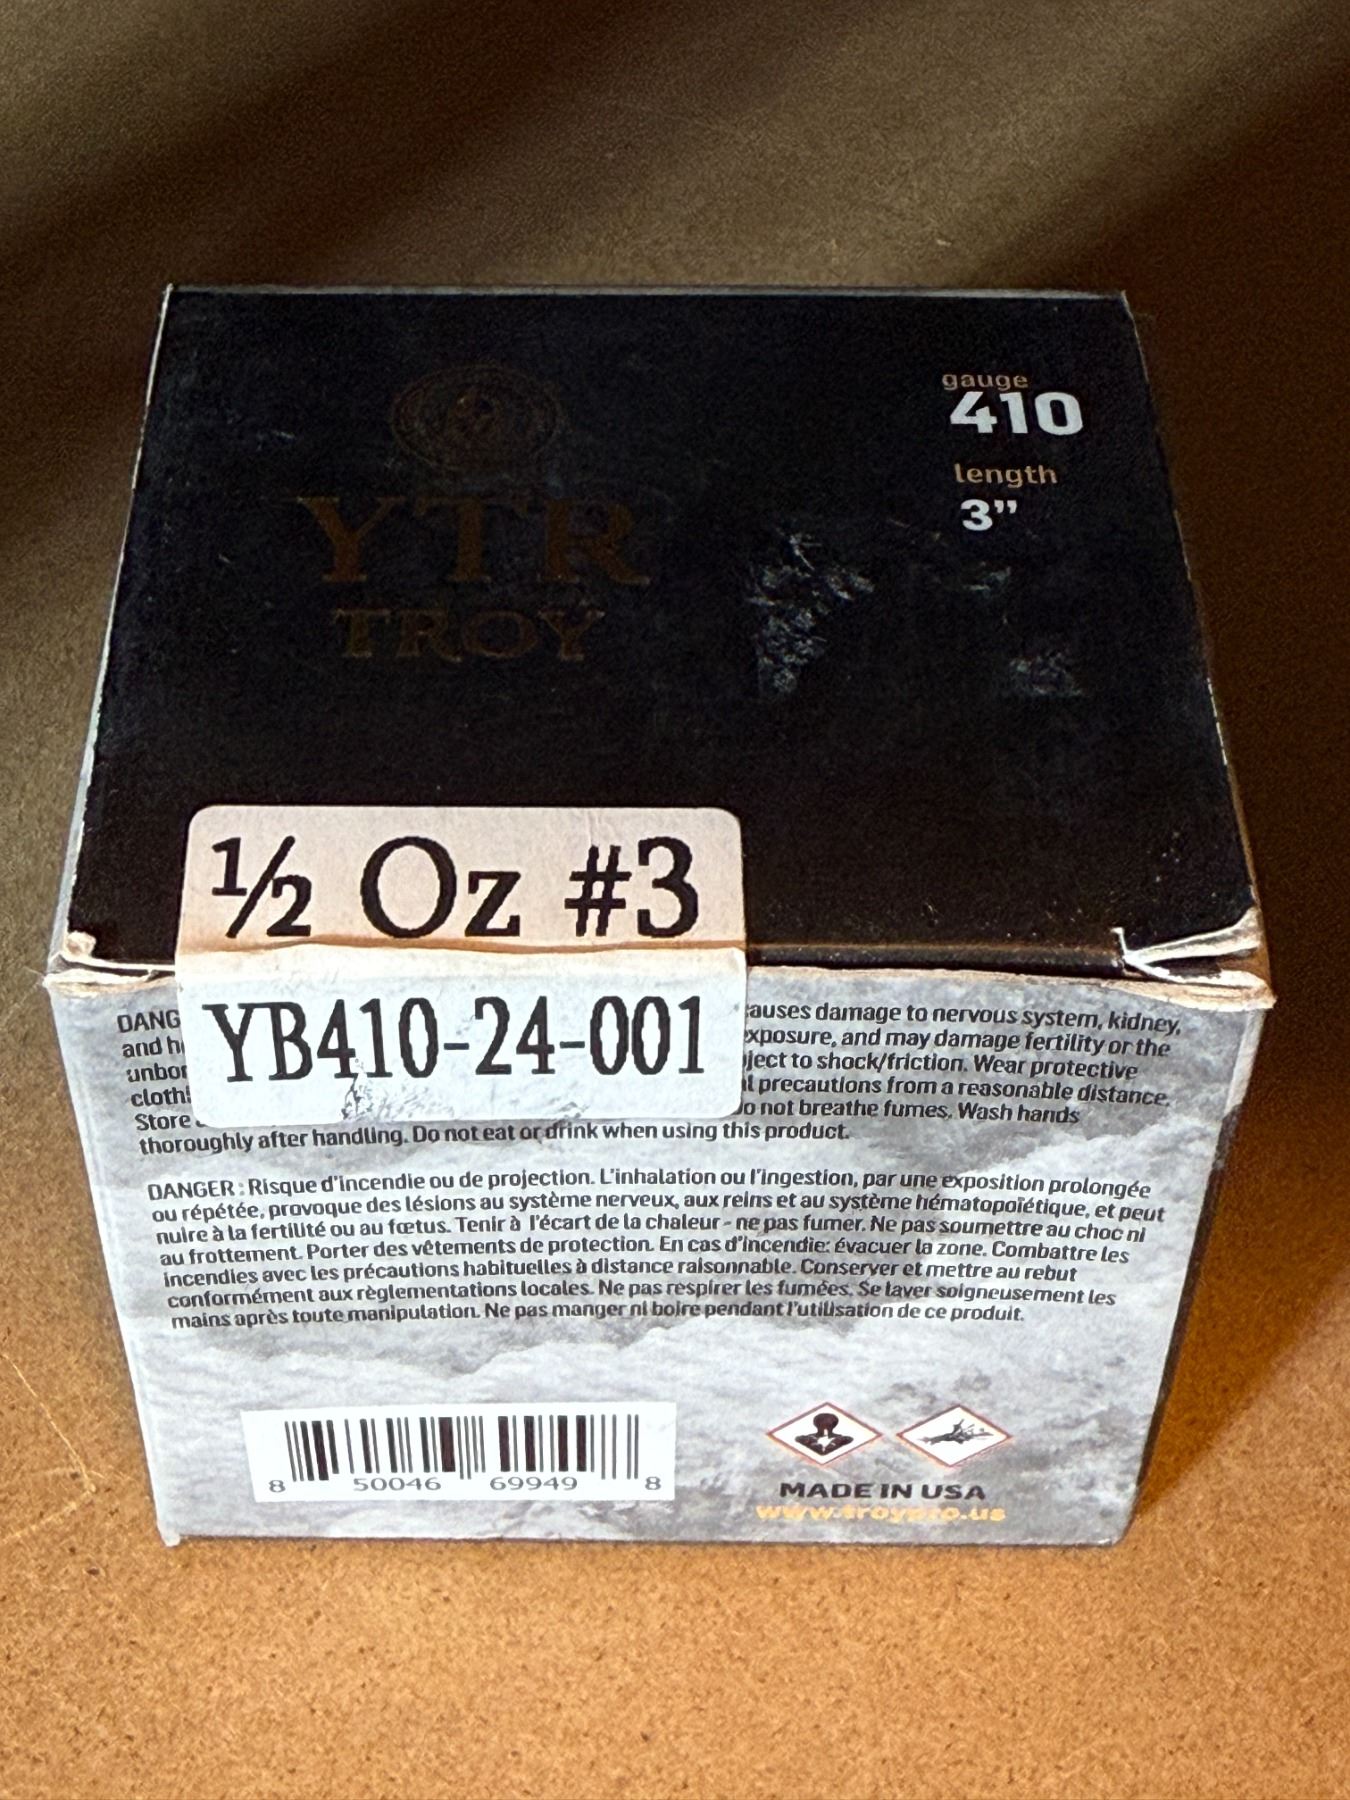 gauge
410
length
3”
YTR
TROY
½ Oz #3
YB410-24-001
DANG
causes damage to nervous system, kidney,
and h
exposure, and may damage fertility or the
unbor
ject to shock/friction. Wear protective
clothi
l precautions from a reasonable distance.
Store
Do not breathe fumes. Wash hands
thoroughly after handling. Do not eat or drink when using this product.
DANGER : Risque d’incendie ou de projection. L’inhalation ou l’ingestion, par une exposition prolongée
ou répétée, provoque des lésions au système nerveux, aux reins et au système hématopoïétique, et peut
nuire à la fertilité ou au fœtus. Tenir à l’écart de la chaleur - ne pas fumer. Ne pas soumettre au choc ni
au frottement. Porter des vêtements de protection. En cas d’incendie: évacuer la zone. Combattre les
incendies avec les précautions habituelles à distance raisonnable. Conserver et mettre au rebut
conformément aux règlementations locales. Ne pas respirer les fumées. Se laver soigneusement les
mains après toute manipulation. Ne pas manger ni boire pendant l’utilisation de ce produit.
8 50046 69949 8
MADE IN USA
www.troypro.us